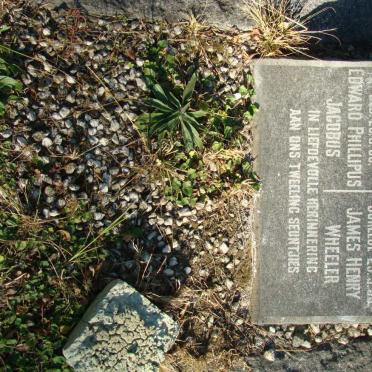 EDWARD PHILLIPUS JAMES HENRY
JACOBUS WHEELER
IN LIEFDEVOLLE HERINNERING
AAN ONS TWEELING SEUNTJIES